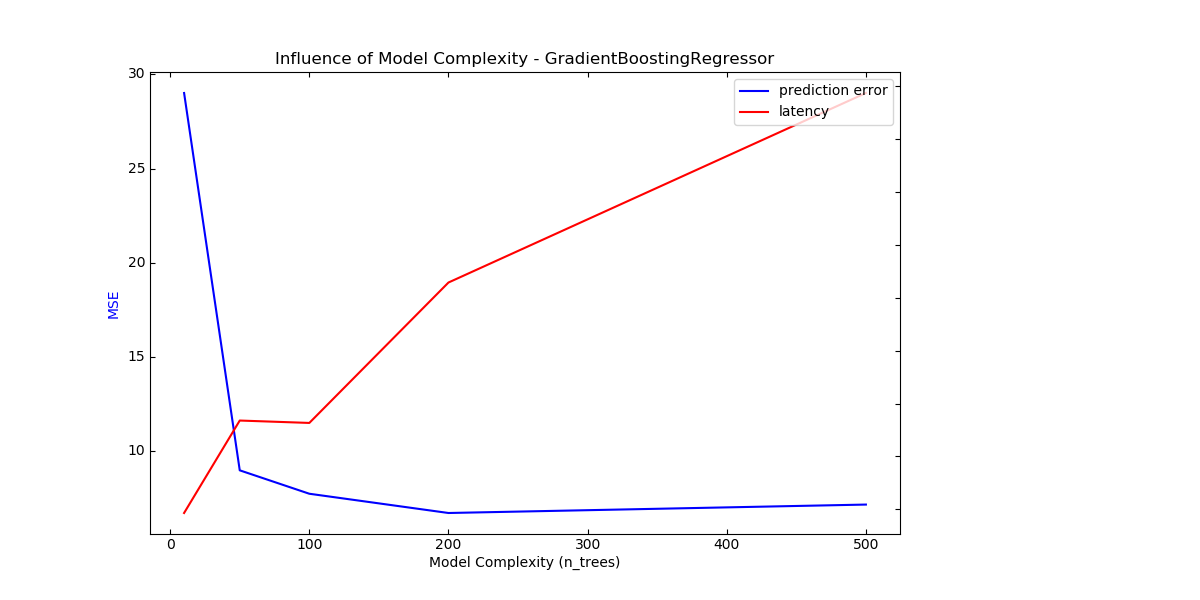 Influence of Model Complexity - GradientBoostingRegressor
30
25
20
15
10
MSE
prediction error
latency
0 100 200 300 400 500
Model Complexity (n_trees)